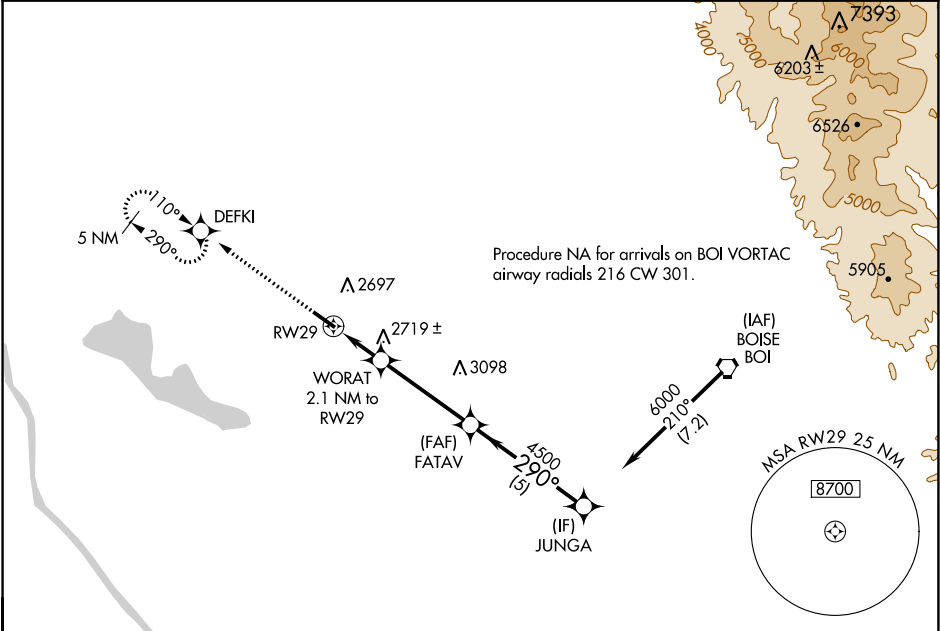 7393
4000
5000
6000
6203 ±
6526
5000
5905
110°
290°
5 NM
DEFKI
Procedure NA for arrivals on BOI VORTAC
airway radials 216 CW 301.
2697
RW29
2719 ±
3098
WORAT
2.1 NM to
RW29
(IAF)
BOISE
BOI
6000
210°
(7.2)
(FAF)
FATAV
4500
290°
(5)
(IF)
JUNGA
MSA RW29 25 NM
8700